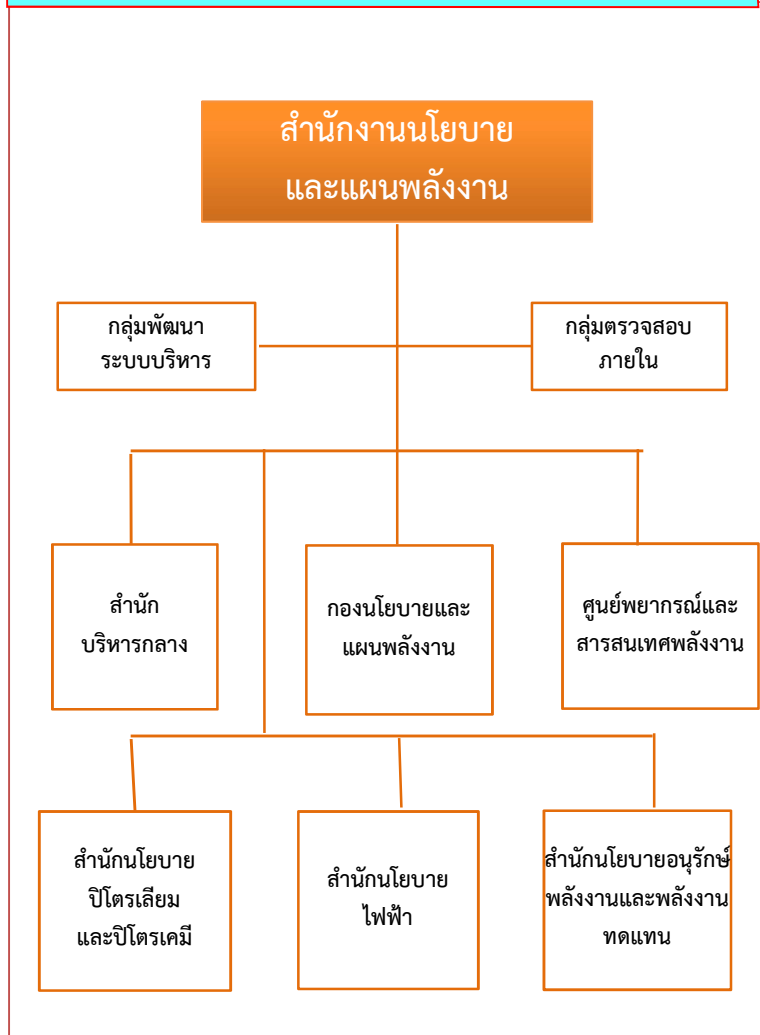 สำนักงานนโยบาย
และแผนพลังงาน
กลุ่มพัฒนา
ระบบบริหาร
กลุ่มตรวจสอบ
ภายใน
สำนัก
บริหารกลาง
กองนโยบายและ
แผนพลังงาน
ศูนย์พยากรณ์และ
สารสนเทศพลังงาน
สำนักนโยบาย
ปิโตรเลียม
และปิโตรเคมี
สำนักนโยบาย
ไฟฟ้า
สำนักนโยบายอนุรักษ์
พลังงานและพลังงาน
ทดแทน